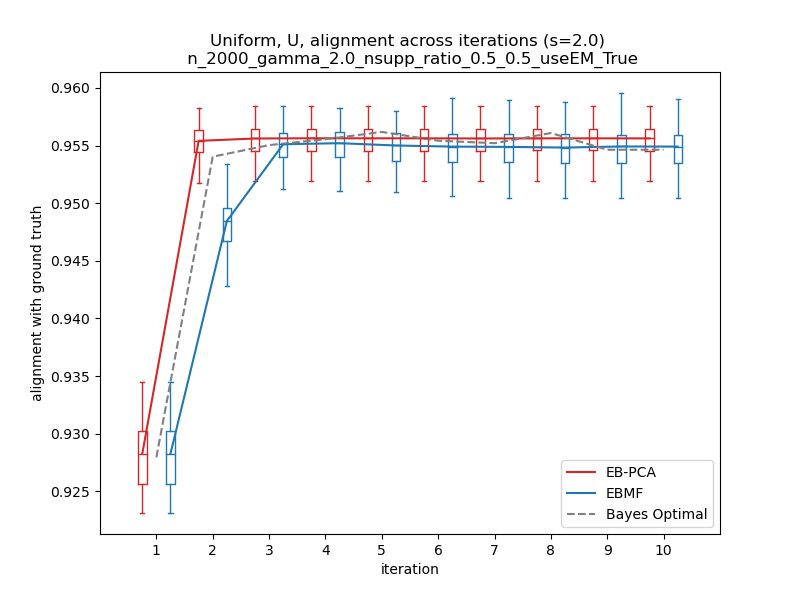 Uniform, U, alignment across iterations (s=2.0)
n_2000_gamma_2.0_nsupp_ratio_0.5_0.5_useEM_True
0.960
0.955
0.950
0.945
0.940
0.935
0.930
0.925
alignment with ground truth
EB-PCA
EBMF
Bayes Optimal
1 2 3 4 5 6 7 8 9 10
iteration